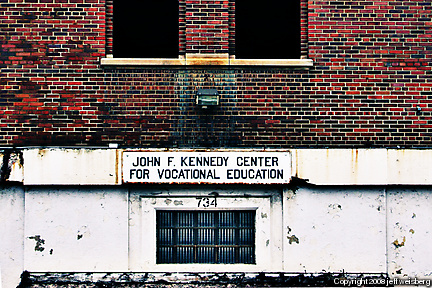 JOHN F. KENNEDY CENTER
FOR VOCATIONAL EDUCATION
734
Copyright©2008 jeff weisberg